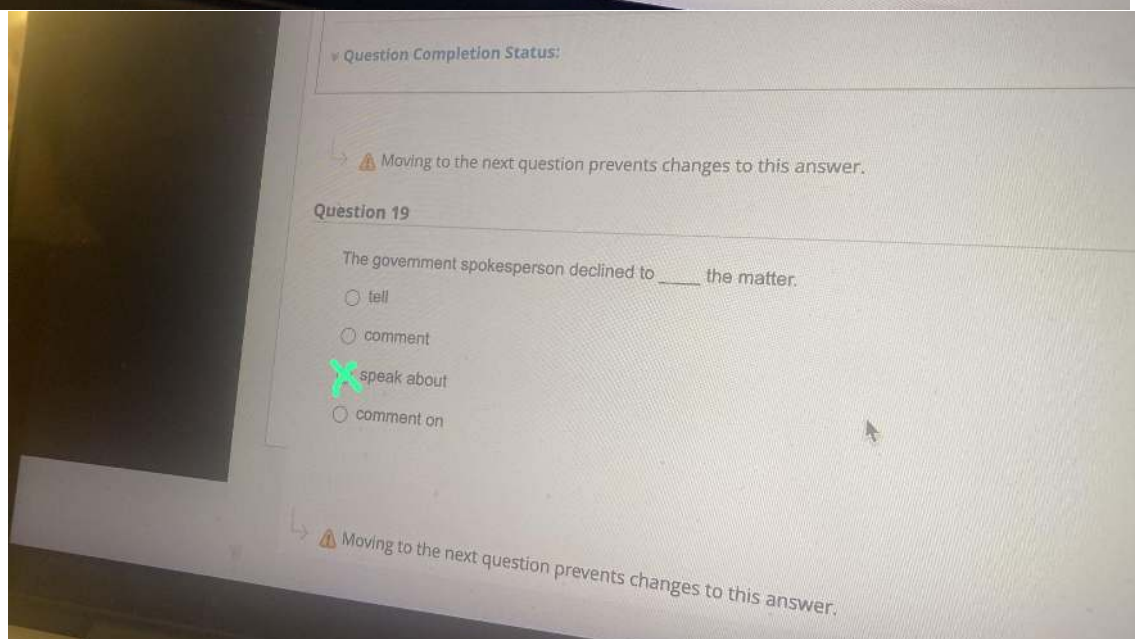 Question Completion Status:
Moving to the next question prevents changes to this answer.
Question 19
The government spokesperson declined to _____ the matter.
tell
comment
speak about
comment on
Moving to the next question prevents changes to this answer.